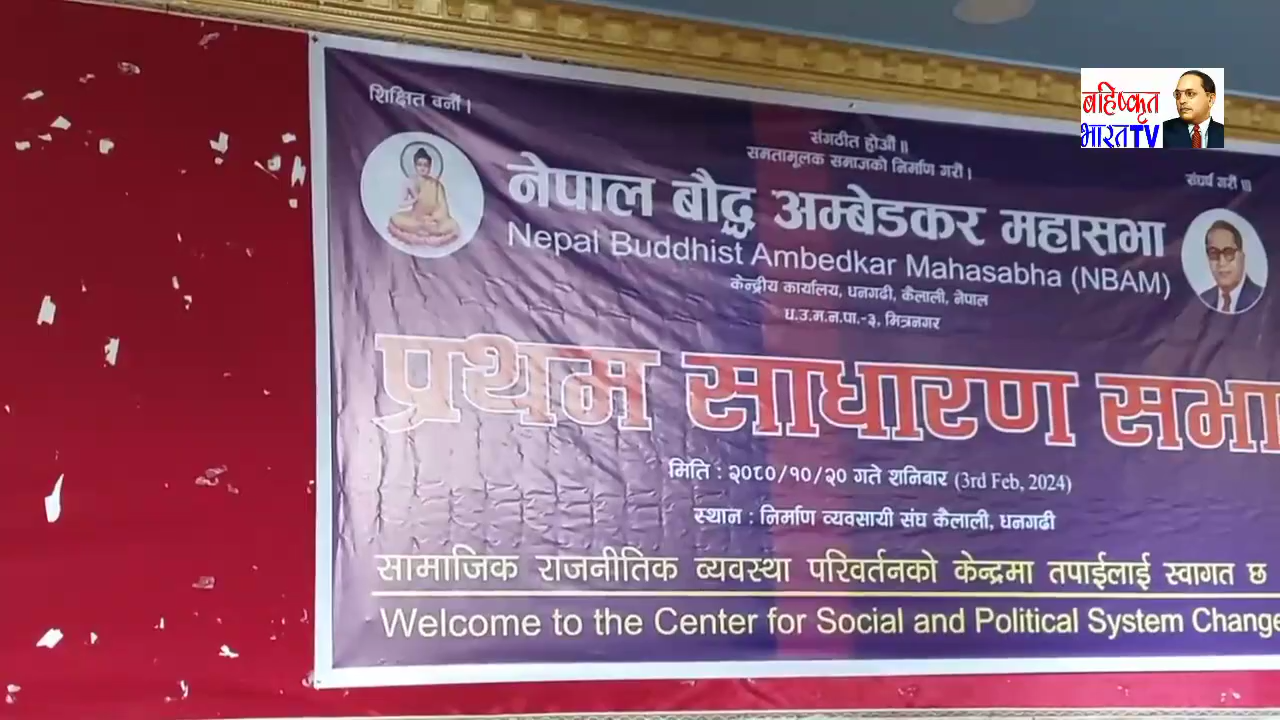 बहिष्कृत
भारत TV
शिक्षित बनौं ।
संगठीत होऔं ॥
समतामूलक समाजको निर्माण गरौं ।
संघर्ष गरौं ॥।
नेपाल बौद्ध अम्बेडकर महासभा
Nepal Buddhist Ambedkar Mahasabha (NBAM)
केन्द्रीय कार्यालय, धनगढी, कैलाली, नेपाल
ध.उ.म.न.पा.-३, मित्रनगर
प्रथम साधारण सभा
मिति : २०८०/१०/२० गते शनिबार (3rd Feb, 2024)
स्थान : निर्माण व्यवसायी संघ कैलाली, धनगढी
सामाजिक राजनीतिक व्यवस्था परिवर्तनको केन्द्रमा तपाईलाई स्वागत छ
Welcome to the Center for Social and Political System Change